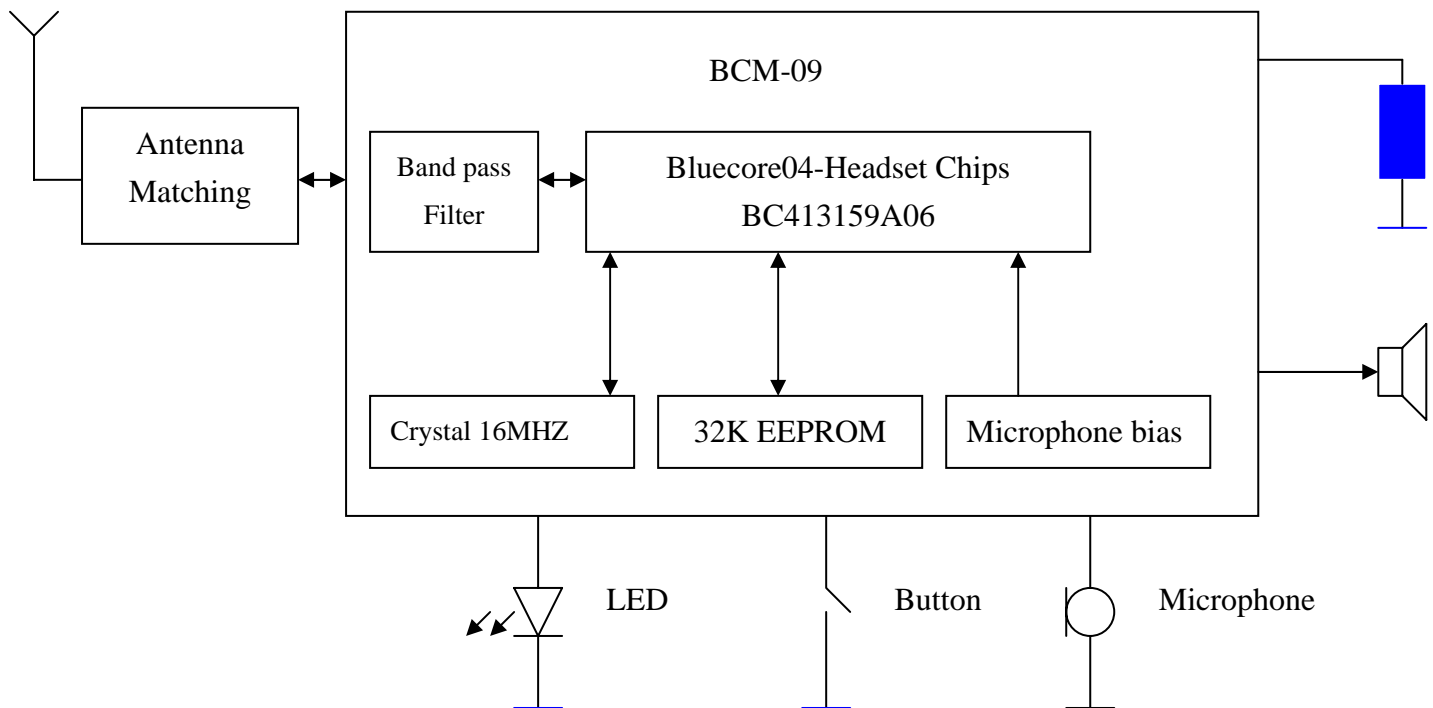 BCM-09
Antenna
Matching
Band pass
Filter
Bluecore04-Headset Chips
BC413159A06
Crystal 16MHZ
32K EEPROM
Microphone bias
LED
Button
Microphone